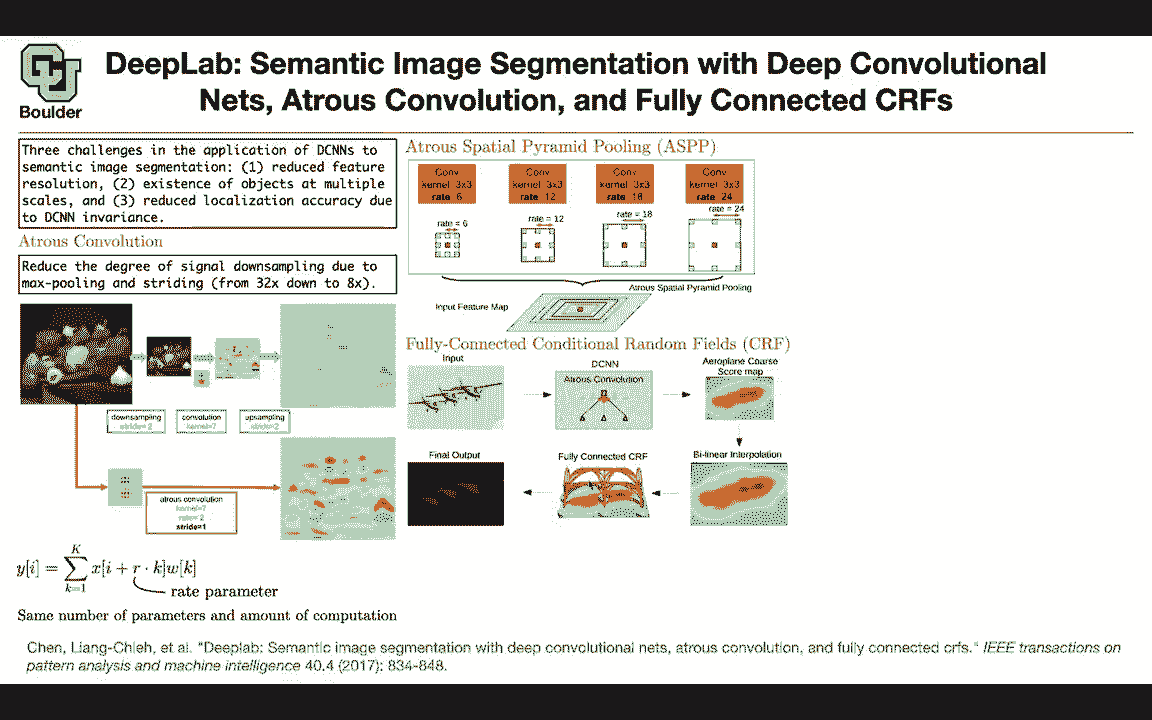 Boulder
DeepLab: Semantic Image Segmentation with Deep Convolutional
Nets, Atrous Convolution, and Fully Connected CRFs
Three challenges in the application of DCNNs to
semantic image segmentation: (1) reduced feature
resolution, (2) existence of objects at multiple
scales, and (3) reduced localization accuracy due
to DCNN invariance.
Atrous Convolution
Reduce the degree of signal downsampling due to
max-pooling and striding (from 32x down to 8x).
downsampling
stride=2
convolution
kernel=7
upsampling
stride=2
atrous convolution
kernel=7
rate=2
stride=1
y[i] = ∑_{k=1}^{K} x[i + r · k]w[k]
rate parameter
Same number of parameters and amount of computation
Atrous Spatial Pyramid Pooling (ASPP)
Conv
kernel 3x3
rate 6
Conv
kernel 3x3
rate 12
Conv
kernel 3x3
rate 18
Conv
kernel 3x3
rate 24
rate = 6
rate = 12
rate = 18
rate = 24
Atrous Spatial Pyramid Pooling
Input Feature Map
Fully-Connected Conditional Random Fields (CRF)
Input
DCNN
Atrous Convolution
Aeroplane Coarse
Score map
Final Output
Fully Connected CRF
Bi-linear Interpolation
Chen, Liang-Chieh, et al. "Deeplab: Semantic image segmentation with deep convolutional nets, atrous convolution, and fully connected crfs." IEEE transactions on
pattern analysis and machine intelligence 40.4 (2017): 834-848.